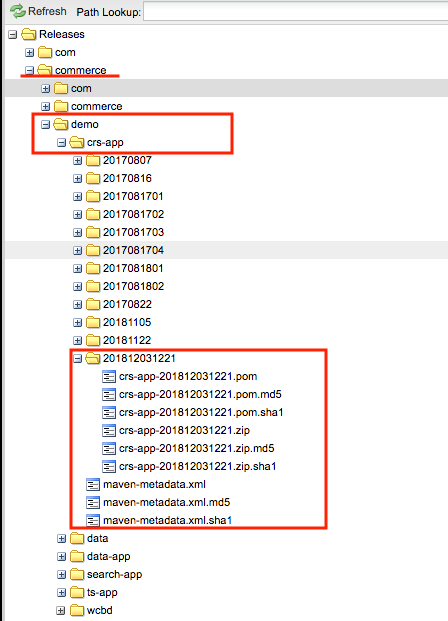 Refresh Path Lookup:
Releases
com
commerce
com
commerce
demo
crs-app
20170807
20170816
2017081701
2017081702
2017081703
2017081704
2017081801
2017081802
20170822
20181105
20181122
201812031221
crs-app-201812031221.pom
crs-app-201812031221.pom.md5
crs-app-201812031221.pom.sha1
crs-app-201812031221.zip
crs-app-201812031221.zip.md5
crs-app-201812031221.zip.sha1
maven-metadata.xml
maven-metadata.xml.md5
maven-metadata.xml.sha1
data
data-app
search-app
ts-app
wcbd